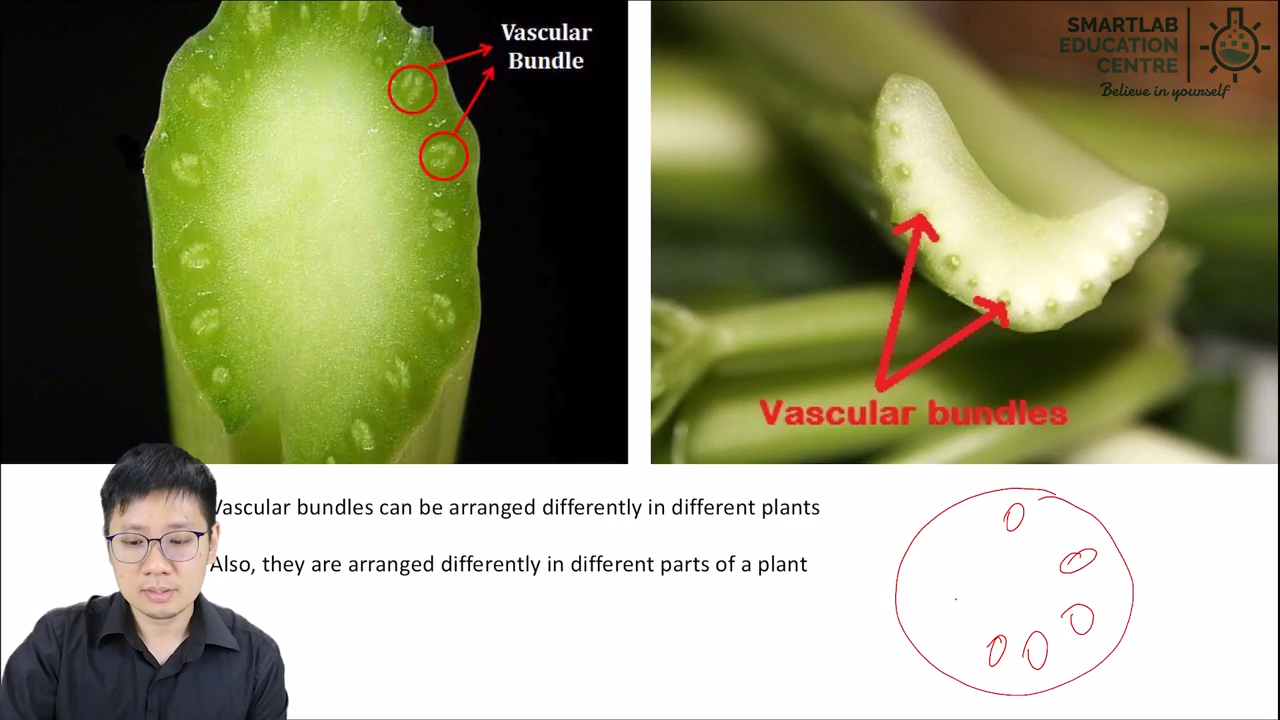 Vascular
Bundle
SMARTLAB
EDUCATION
CENTRE
Believe in yourself
Vascular bundles
Vascular bundles can be arranged differently in different plants
Also, they are arranged differently in different parts of a plant